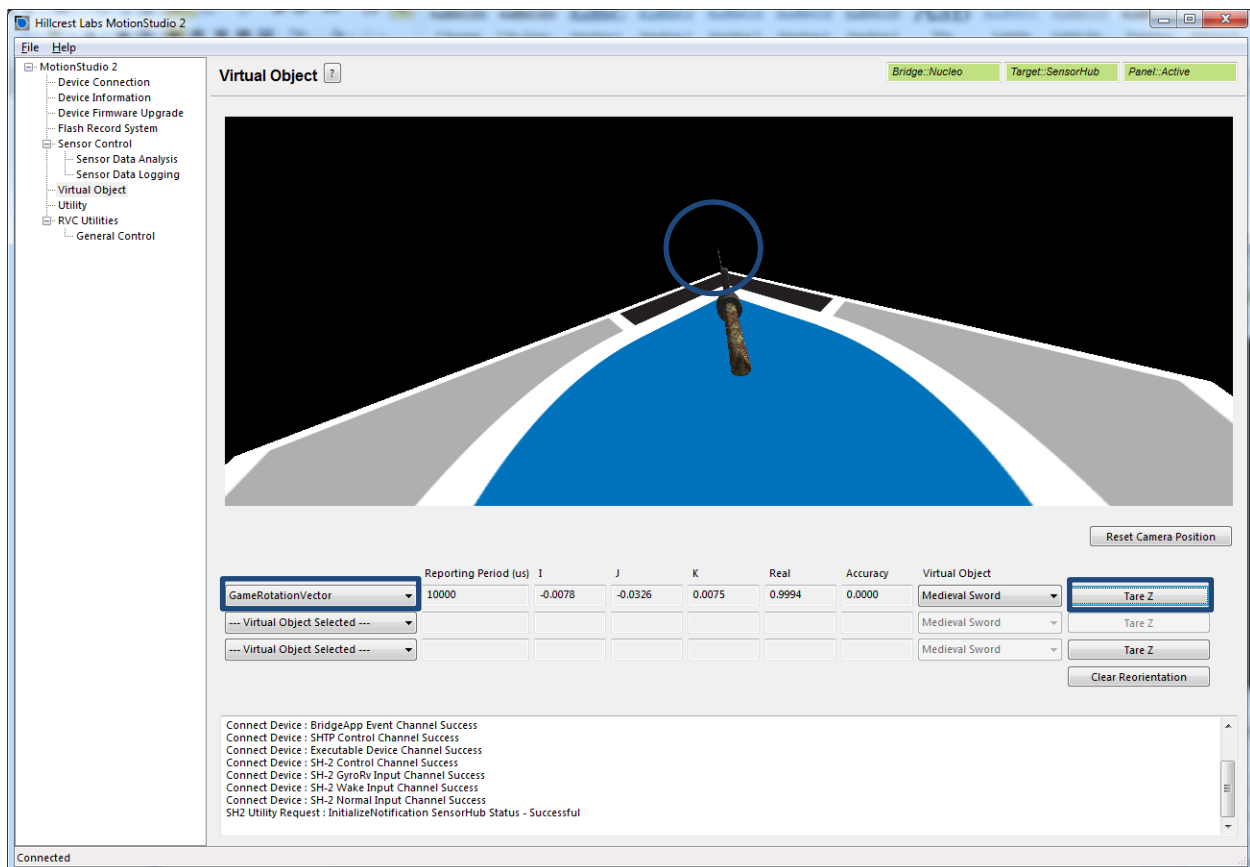 Hillcrest Labs MotionStudio 2
File Help
MotionStudio 2
Device Connection
Device Information
Device Firmware Upgrade
Flash Record System
Sensor Control
Sensor Data Analysis
Sensor Data Logging
Virtual Object
Utility
RVC Utilities
General Control
Virtual Object ?
Bridge::Nucleo Target::SensorHub Panel::Active
Reset Camera Position
Reporting Period (us) I J K Real Accuracy Virtual Object
GameRotationVector 10000 -0.0078 -0.0326 0.0075 0.9994 0.0000 Medieval Sword Tare Z
--- Virtual Object Selected --- Medieval Sword Tare Z
--- Virtual Object Selected --- Medieval Sword Tare Z
Clear Reorientation
Connect Device : BridgeApp Event Channel Success
Connect Device : SHTP Control Channel Success
Connect Device : Executable Device Channel Success
Connect Device : SH-2 Control Channel Success
Connect Device : SH-2 GyroRv Input Channel Success
Connect Device : SH-2 Wake Input Channel Success
Connect Device : SH-2 Normal Input Channel Success
SH2 Utility Request : InitializeNotification SensorHub Status - Successful
Connected